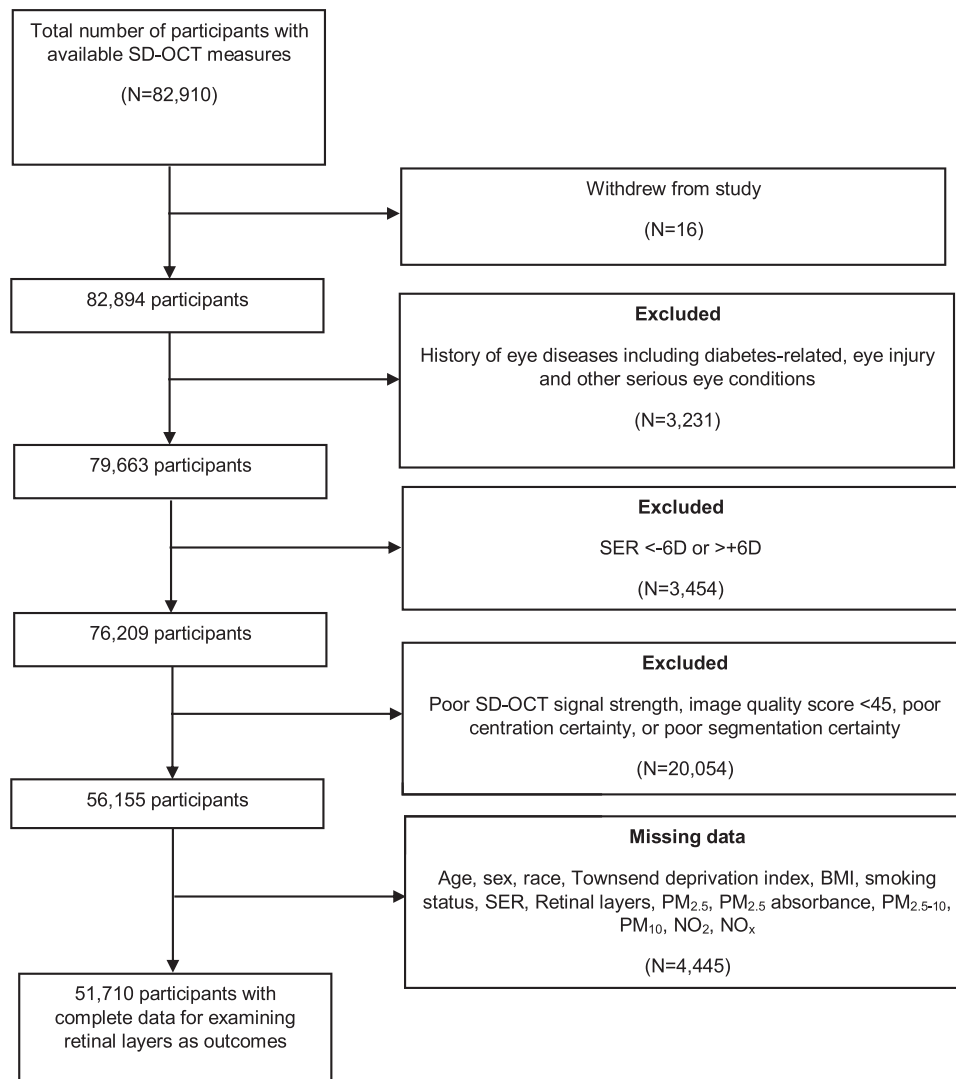 Total number of participants with
available SD-OCT measures
(N=82,910)
Withdrew from study
(N=16)
82,894 participants
Excluded
History of eye diseases including diabetes-related, eye injury
and other serious eye conditions
(N=3,231)
79,663 participants
Excluded
SER <-6D or >+6D
(N=3,454)
76,209 participants
Excluded
Poor SD-OCT signal strength, image quality score <45, poor
centration certainty, or poor segmentation certainty
(N=20,054)
56,155 participants
Missing data
Age, sex, race, Townsend deprivation index, BMI, smoking
status, SER, Retinal layers, PM2.5, PM2.5 absorbance, PM2.5-10,
PM10, NO2, NOx
(N=4,445)
51,710 participants with
complete data for examining
retinal layers as outcomes